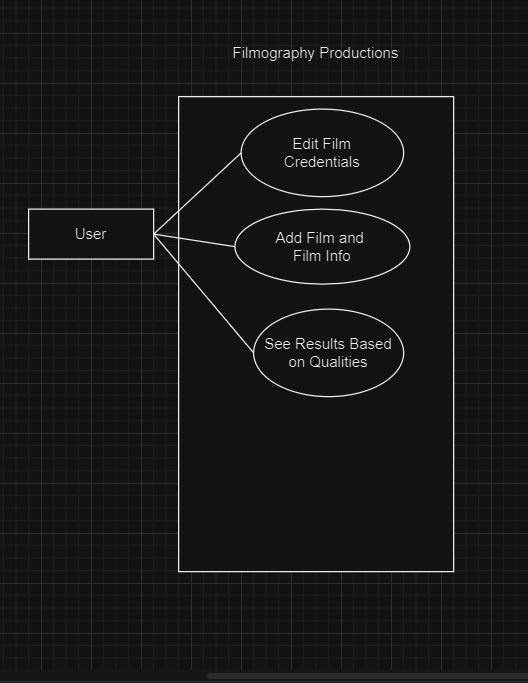 Filmography Productions
Edit Film
Credentials
User
Add Film and
Film Info
See Results Based
on Qualities